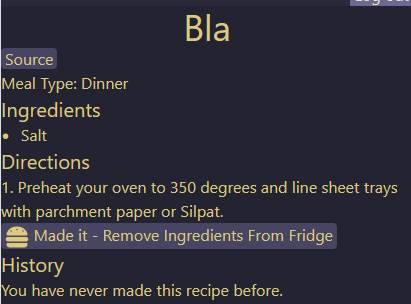 Log out
Bla
Source
Meal Type: Dinner
Ingredients
• Salt
Directions
1. Preheat your oven to 350 degrees and line sheet trays
with parchment paper or Silpat.
Made it - Remove Ingredients From Fridge
History
You have never made this recipe before.